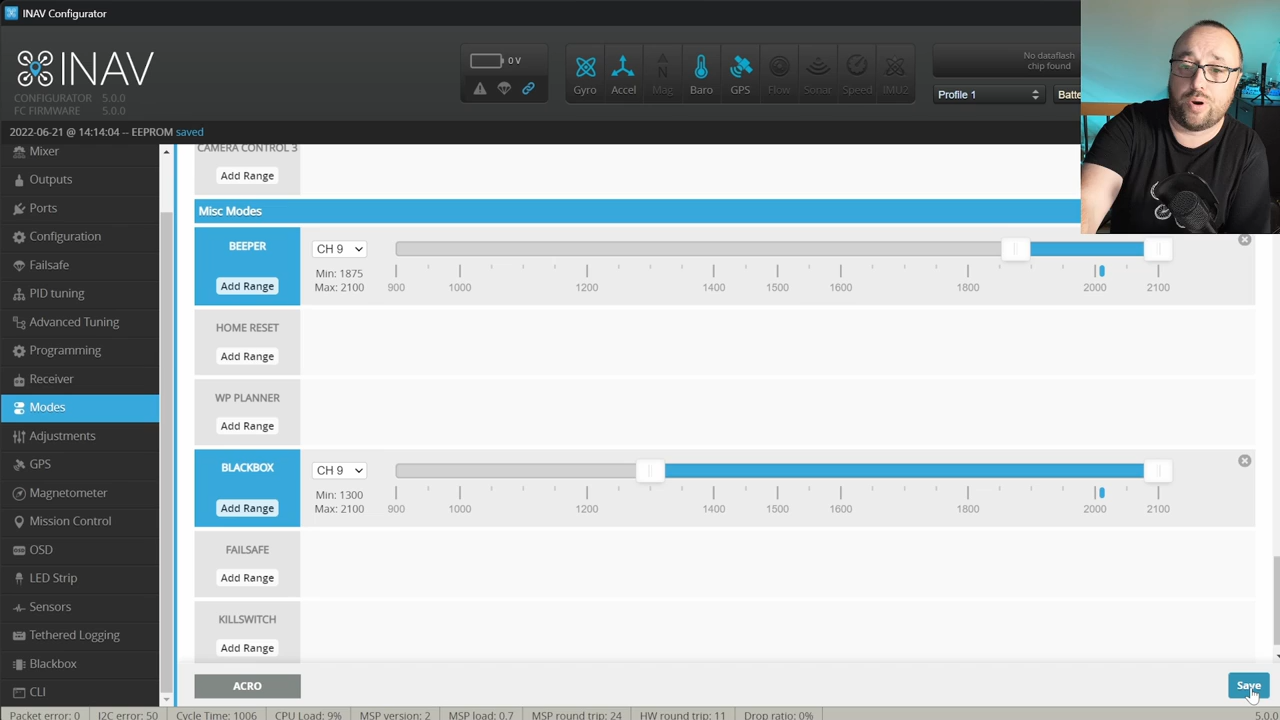 INAV Configurator
INAV
CONFIGURATOR 5.0.0
FC FIRMWARE 5.0.0
0 V
Gyro
Accel
Mag
Baro
GPS
Flow
Sonar
Speed
IMU2
No dataflash
chip found
Profile 1
Batte
2022-06-21 @ 14:14:04 -- EEPROM saved
Mixer
Outputs
Ports
Configuration
Failsafe
PID tuning
Advanced Tuning
Programming
Receiver
Modes
Adjustments
GPS
Magnetometer
Mission Control
OSD
LED Strip
Sensors
Tethered Logging
Blackbox
CLI
CAMERA CONTROL 3
Add Range
Misc Modes
BEEPER
Add Range
CH 9
Min: 1875
Max: 2100
900 1000 1200 1400 1500 1600 1800 2000 2100
HOME RESET
Add Range
WP PLANNER
Add Range
BLACKBOX
Add Range
CH 9
Min: 1300
Max: 2100
900 1000 1200 1400 1500 1600 1800 2000 2100
FAILSAFE
Add Range
KILLSWITCH
Add Range
ACRO
Save
Packet error: 0 I2C error: 50 Cycle Time: 1006 CPU Load: 9% MSP version: 2 MSP load: 0.7 MSP round trip: 24 HW round trip: 11 Drop ratio: 0% 5.0.0